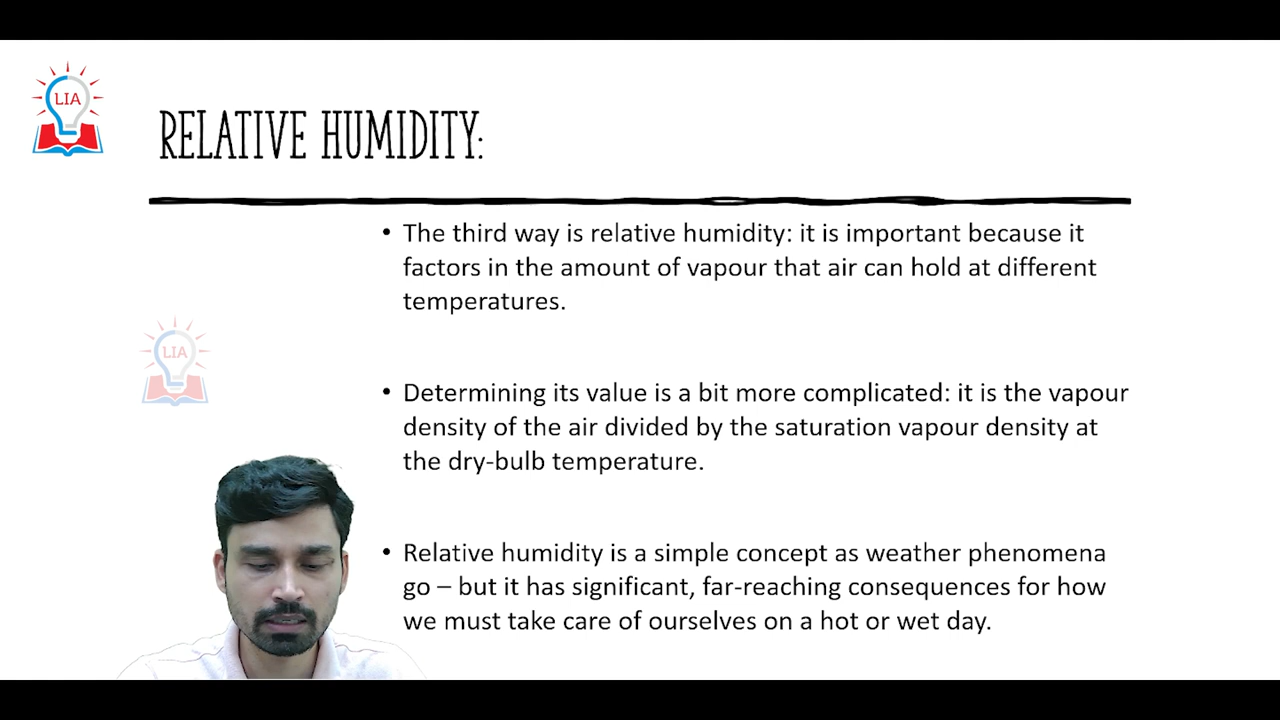 LIA
RELATIVE HUMIDITY:
• The third way is relative humidity: it is important because it
factors in the amount of vapour that air can hold at different
temperatures.
LIA
• Determining its value is a bit more complicated: it is the vapour
density of the air divided by the saturation vapour density at
the dry-bulb temperature.
• Relative humidity is a simple concept as weather phenomena
go – but it has significant, far-reaching consequences for how
we must take care of ourselves on a hot or wet day.